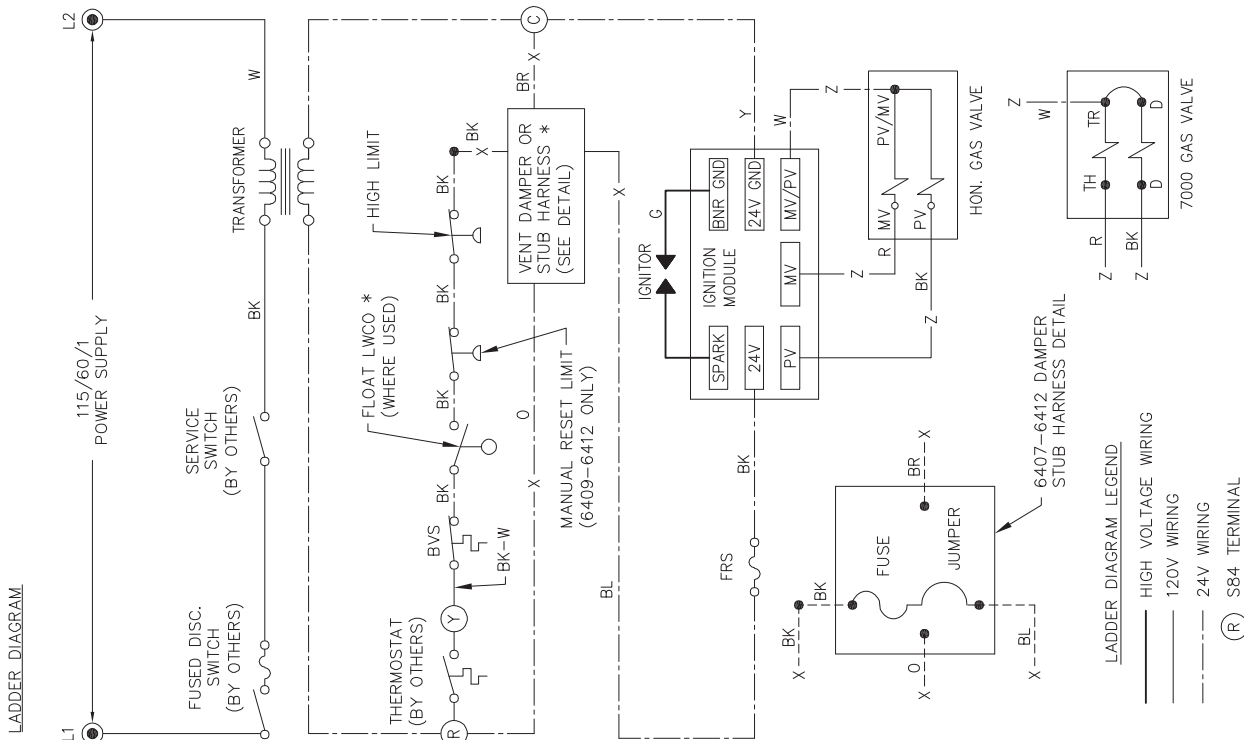 LADDER DIAGRAM
L1
115/60/1
POWER SUPPLY
L2
FUSED DISC.
SWITCH
(BY OTHERS)
SERVICE
SWITCH
(BY OTHERS)
BK
TRANSFORMER
W
THERMOSTAT
(BY OTHERS)
R
Y
BK-W
BVS
BK
FLOAT LWCO *
(WHERE USED)
BK
MANUAL RESET LIMIT
(6409-6412 ONLY)
BK
HIGH LIMIT
BK
BK
X
VENT DAMPER OR
STUB HARNESS *
(SEE DETAIL)
BR
X
C
X
O
BL
X
FRS
BK
IGNITOR
G
IGNITION
MODULE
SPARK
24V
PV
MV
BNR GND
24V GND
MV/PV
Y
W
Z
Z
R
BK
Z
MV
PV
PV/MV
HON. GAS VALVE
Z
W
TR
TH
D
D
R
Z
BK
Z
7000 GAS VALVE
X
BK
BK
FUSE
JUMPER
BR
X
X
O
BL
X
6407-6412 DAMPER
STUB HARNESS DETAIL
LADDER DIAGRAM LEGEND
HIGH VOLTAGE WIRING
120V WIRING
24V WIRING
R S84 TERMINAL